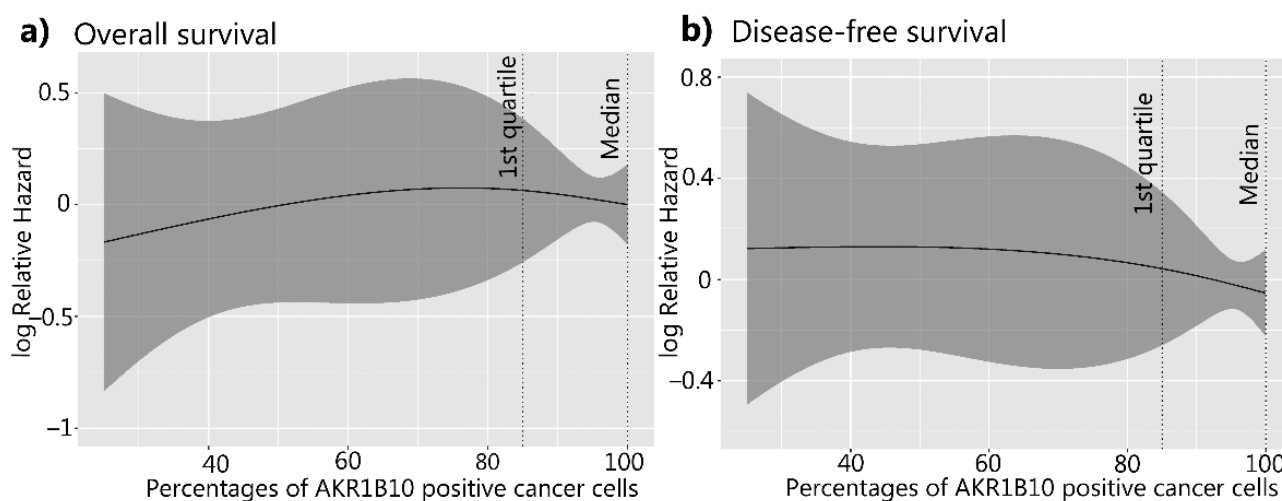 a) Overall survival
0.5
0
−0.5
−1
log Relative Hazard
1st quartile
Median
40 60 80 100
Percentages of AKR1B10 positive cancer cells
b) Disease-free survival
0.8
0.4
0
−0.4
log Relative Hazard
1st quartile
Median
40 60 80 100
Percentages of AKR1B10 positive cancer cells